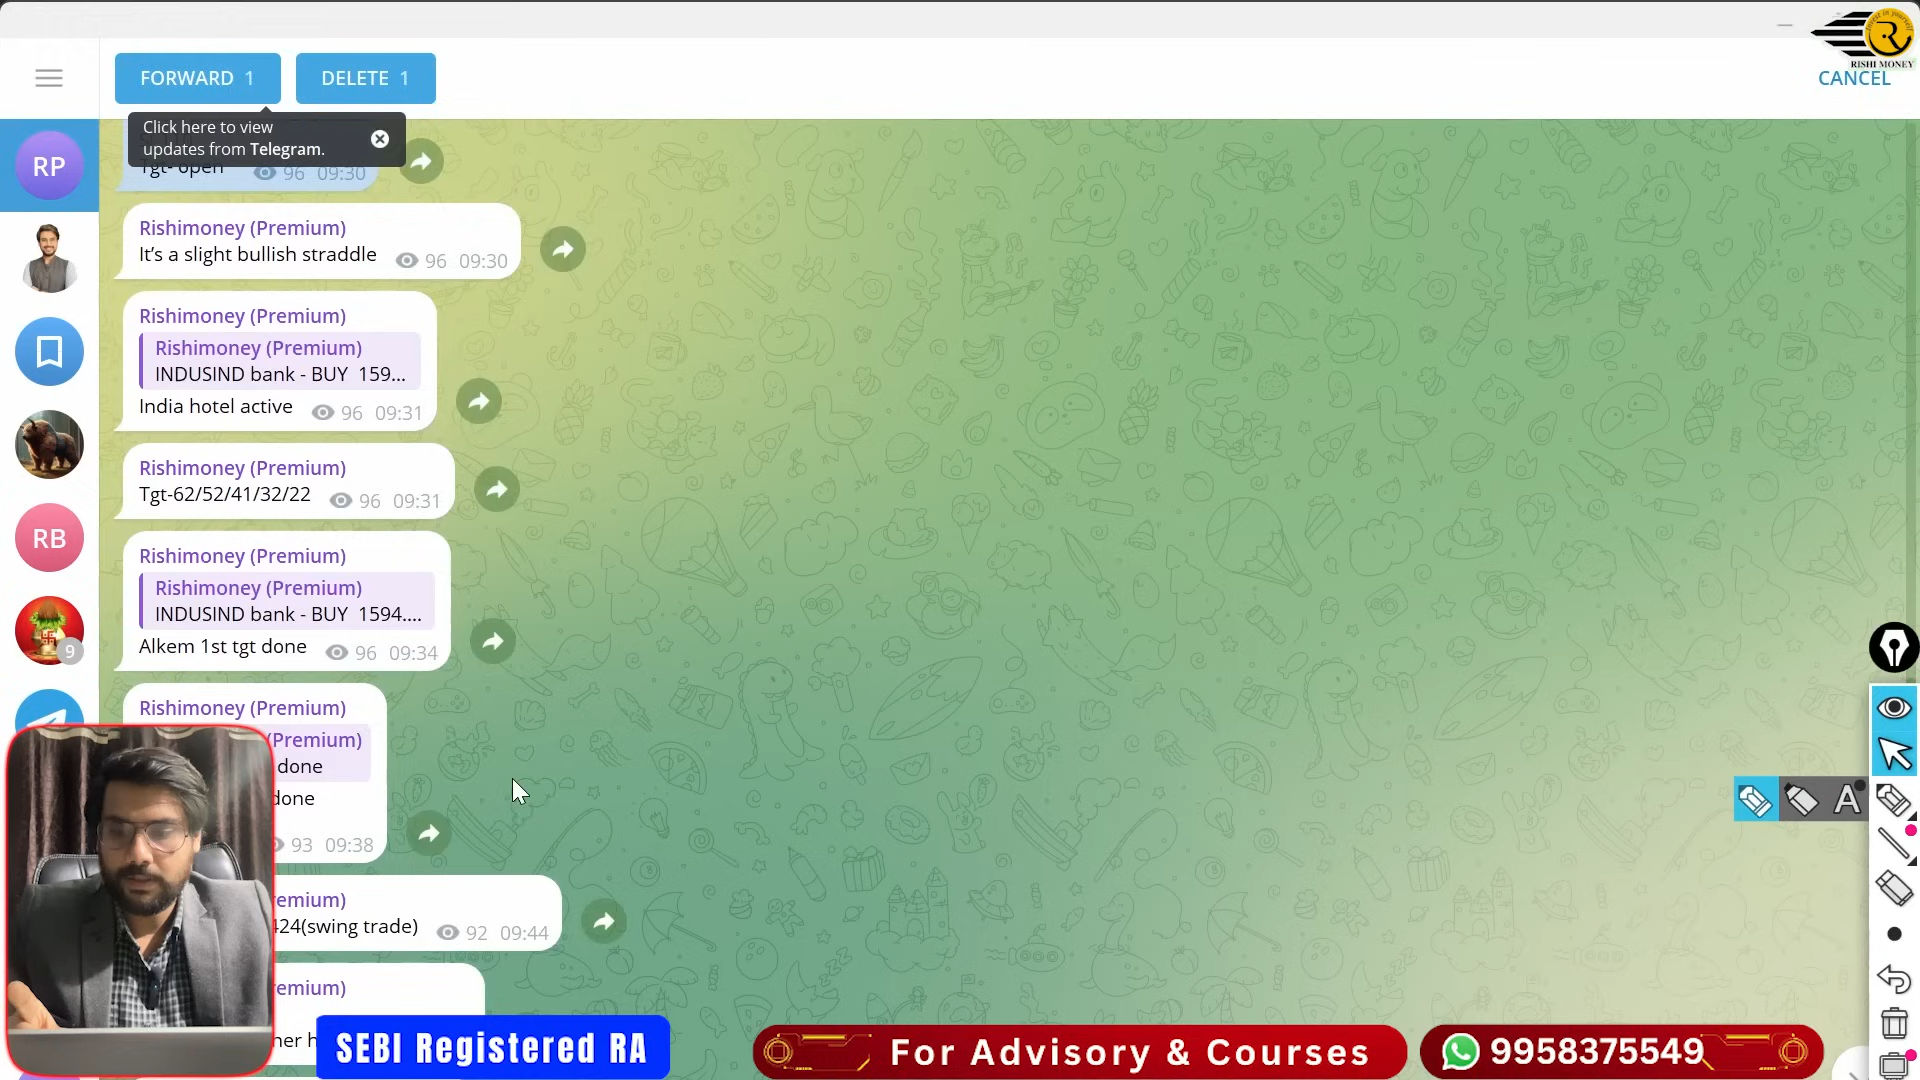 RISHI MONEY
FORWARD 1
DELETE 1
CANCEL
Click here to view
updates from Telegram.
Tgt- open 96 09:30
RP
Rishimoney (Premium)
It’s a slight bullish straddle 96 09:30
Rishimoney (Premium)
Rishimoney (Premium)
INDUSIND bank - BUY 159...
India hotel active 96 09:31
Rishimoney (Premium)
Tgt-62/52/41/32/22 96 09:31
RB
Rishimoney (Premium)
Rishimoney (Premium)
INDUSIND bank - BUY 1594....
Alkem 1st tgt done 96 09:34
9
Rishimoney (Premium)
(Premium)
done
done
93 09:38
A
emium)
424(swing trade) 92 09:44
emium)
ner h
SEBI Registered RA
For Advisory & Courses
9958375549